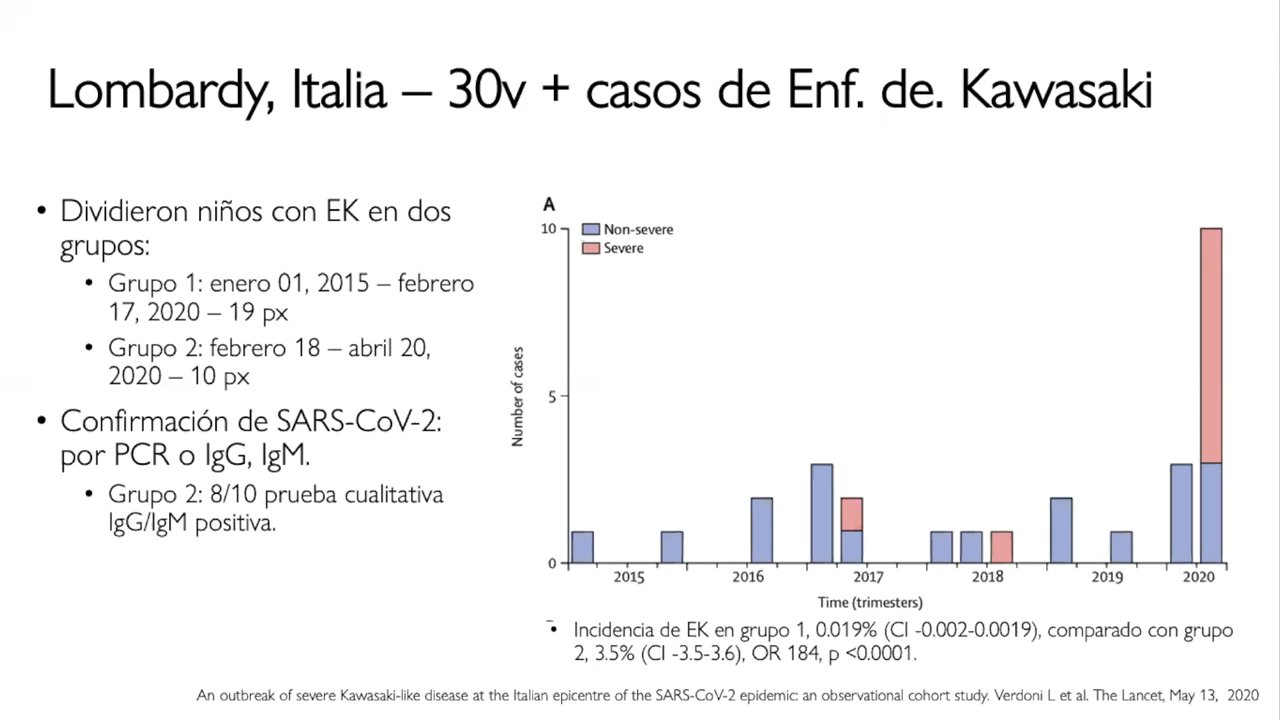 Lombardy, Italia – 30v + casos de Enf. de. Kawasaki
• Dividieron niños con EK en dos
grupos:
• Grupo 1: enero 01, 2015 – febrero
17, 2020 – 19 px
• Grupo 2: febrero 18 – abril 20,
2020 – 10 px
• Confirmación de SARS-CoV-2:
por PCR o IgG, IgM.
• Grupo 2: 8/10 prueba cualitativa
IgG/IgM positiva.
A
10
Non-severe
Severe
Number of cases
5
0
2015 2016 2017 2018 2019 2020
Time (trimesters)
• Incidencia de EK en grupo 1, 0.019% (CI -0.002-0.0019), comparado con grupo
2, 3.5% (CI -3.5-3.6), OR 184, p <0.0001.
An outbreak of severe Kawasaki-like disease at the Italian epicentre of the SARS-CoV-2 epidemic: an observational cohort study. Verdoni L et al. The Lancet, May 13, 2020